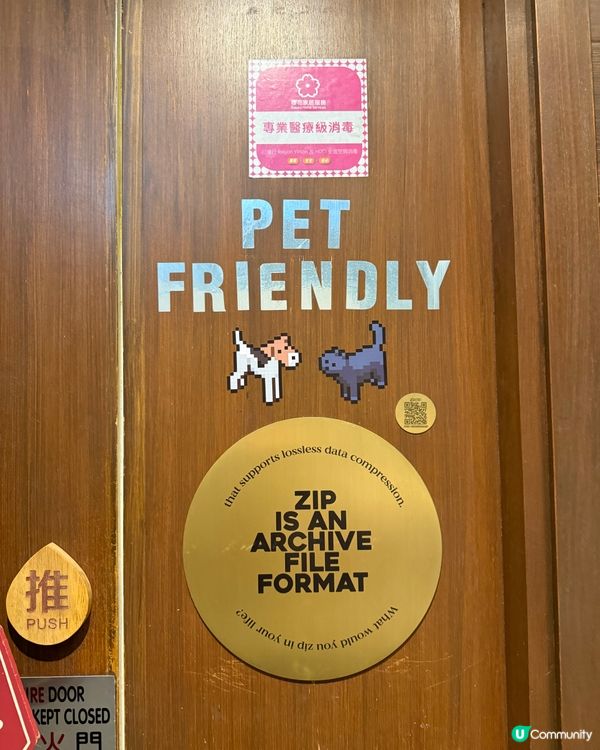 專業醫療級消毒
PET
FRIENDLY
that supports lossless data compression.
ZIP
IS AN
ARCHIVE
FILE
FORMAT
What would you zip in your life?
推
PUSH
RE DOOR
KEPT CLOSED
火 門
U Community